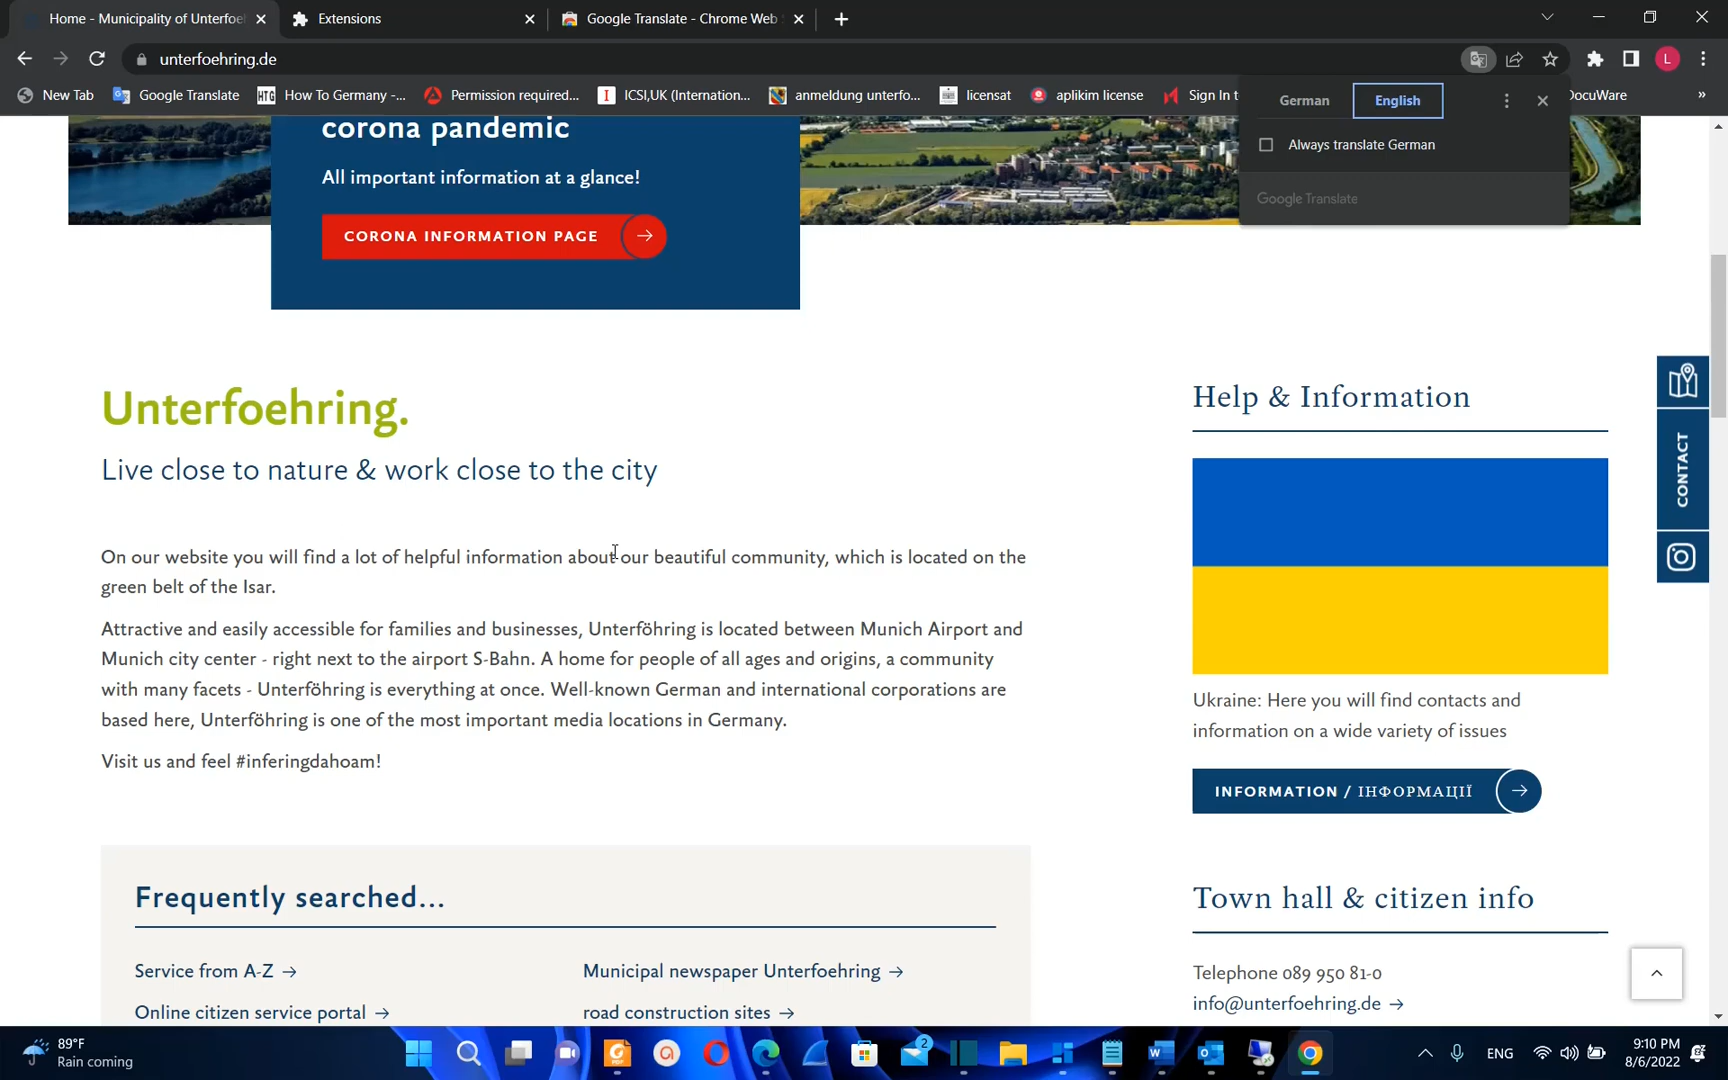 Home - Municipality of Unterfoe
Extensions
Google Translate - Chrome Web
unterfoehring.de
New Tab
Google Translate
HTG
How To Germany -...
Permission required...
ICSI,UK (Internation...
anmeldung unterfo...
licensat
aplikim license
Sign In t
DocuWare
»
German
English
Always translate German
Google Translate
L
corona pandemic
All important information at a glance!
CORONA INFORMATION PAGE
Unterfoehring.
Live close to nature & work close to the city
On our website you will find a lot of helpful information about our beautiful community, which is located on the
green belt of the Isar.
Attractive and easily accessible for families and businesses, Unterföhring is located between Munich Airport and
Munich city center - right next to the airport S-Bahn. A home for people of all ages and origins, a community
with many facets - Unterföhring is everything at once. Well-known German and international corporations are
based here, Unterföhring is one of the most important media locations in Germany.
Visit us and feel #inferingdahoam!
Frequently searched...
Service from A-Z →
Municipal newspaper Unterfoehring →
Online citizen service portal →
road construction sites →
Help & Information
Ukraine: Here you will find contacts and
information on a wide variety of issues
INFORMATION / ІНФОРМАЦІЇ
Town hall & citizen info
Telephone 089 950 81-0
info@unterfoehring.de →
CONTACT
89°F
Rain coming
2
ENG
9:10 PM
8/6/2022